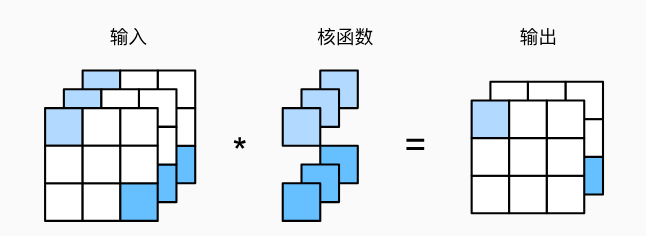 输入 核函数 输出
* =